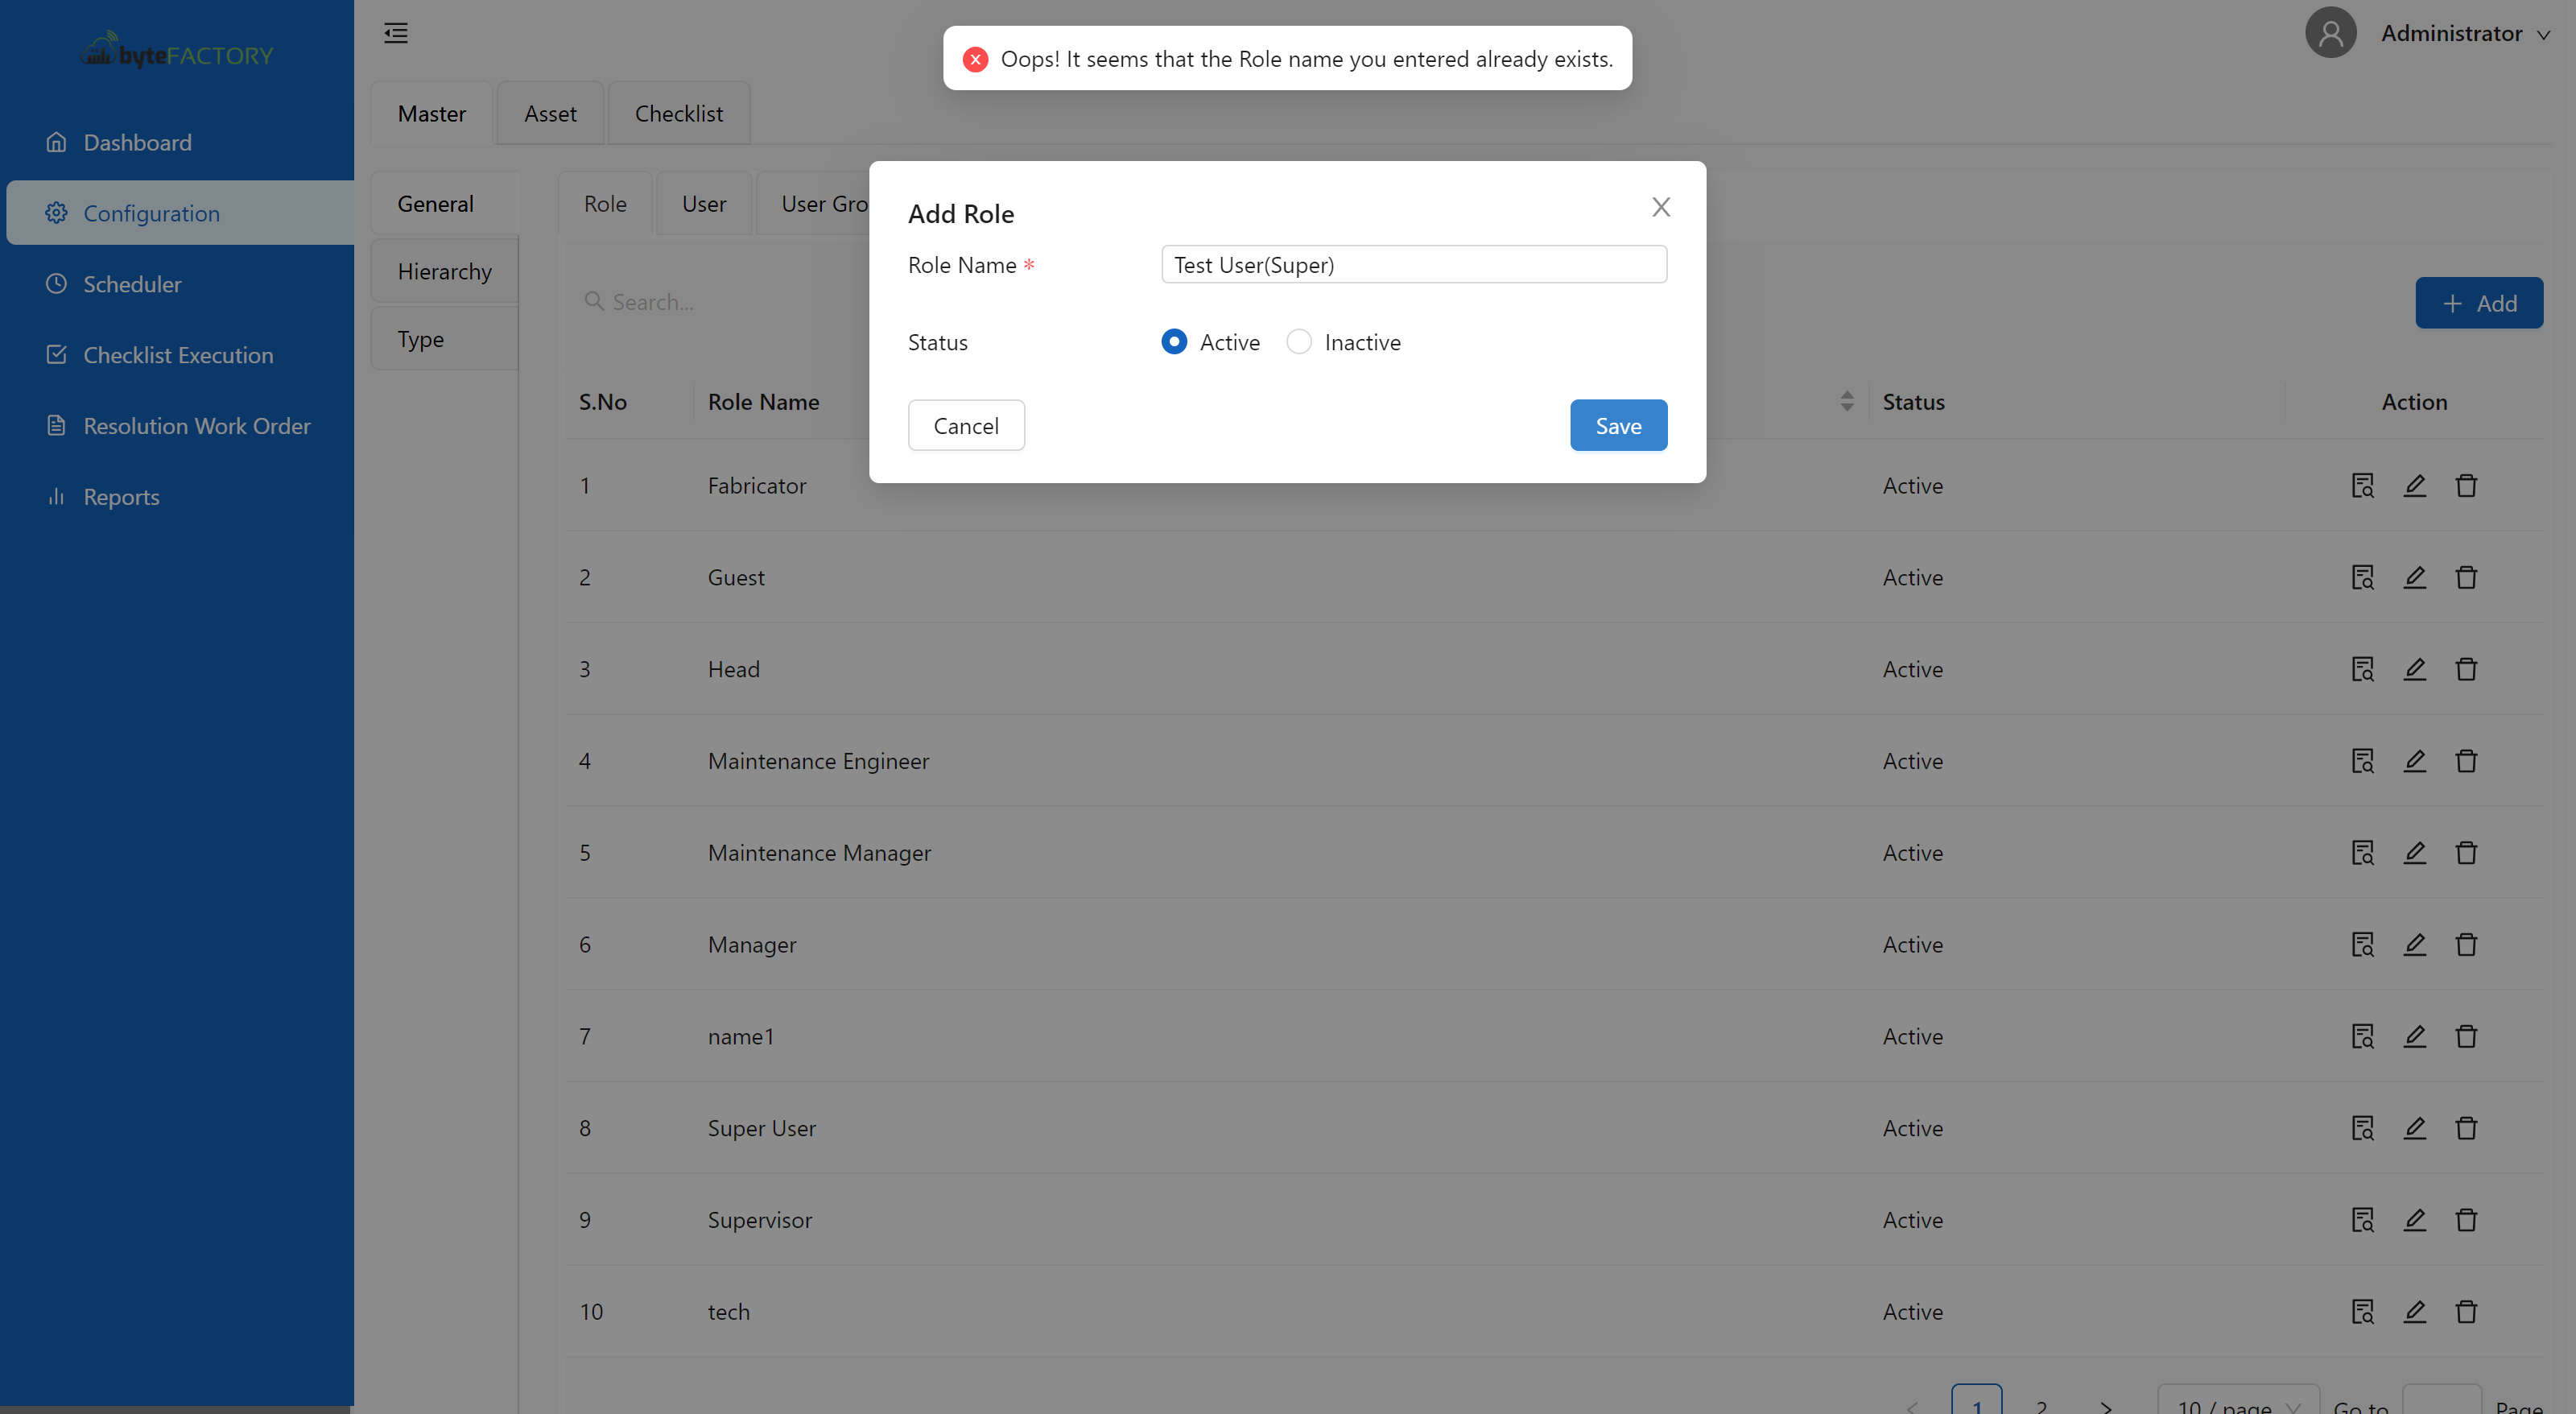 byteFACTORY
Dashboard
Configuration
Scheduler
Checklist Execution
Resolution Work Order
Reports
Oops! It seems that the Role name you entered already exists.
Administrator
Master Asset Checklist
General
Hierarchy
Type
Role User User Gro
Search...
Add
Add Role
Role Name *
Test User(Super)
Status
Active Inactive
Cancel Save
S.No Role Name Status Action
1 Fabricator Active
2 Guest Active
3 Head Active
4 Maintenance Engineer Active
5 Maintenance Manager Active
6 Manager Active
7 name1 Active
8 Super User Active
9 Supervisor Active
10 tech Active
1 2 10 / page Go to Page